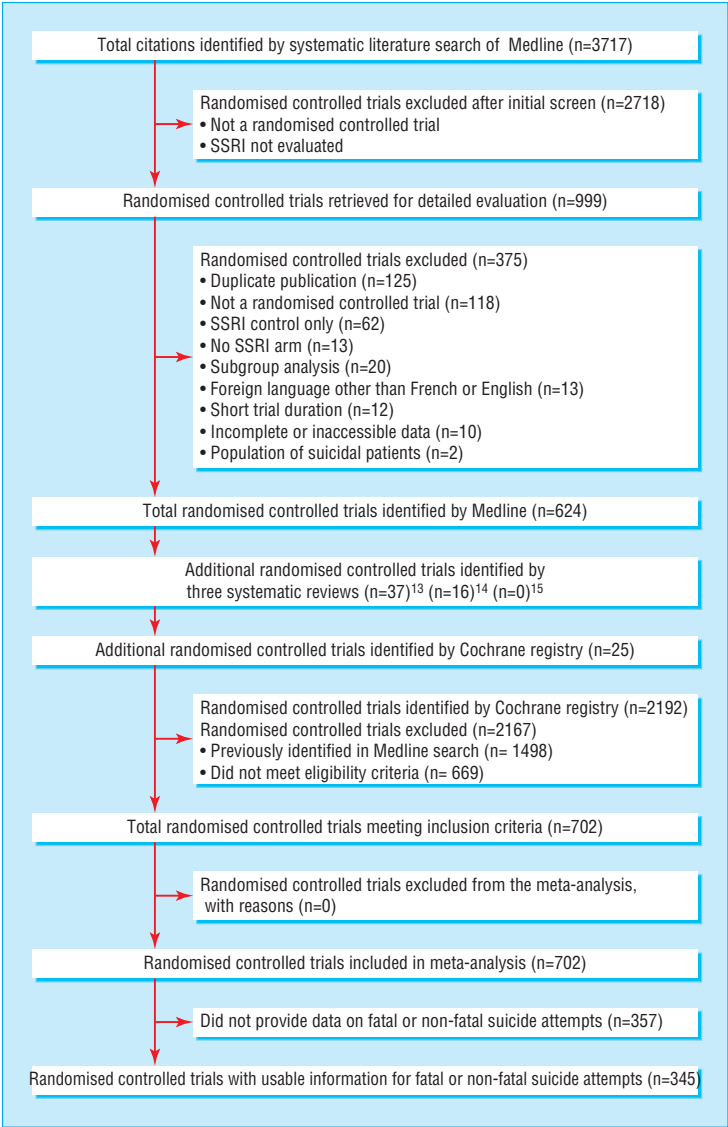 Total citations identified by systematic literature search of Medline (n=3717)
Randomised controlled trials excluded after initial screen (n=2718)
• Not a randomised controlled trial
• SSRI not evaluated
Randomised controlled trials retrieved for detailed evaluation (n=999)
Randomised controlled trials excluded (n=375)
• Duplicate publication (n=125)
• Not a randomised controlled trial (n=118)
• SSRI control only (n=62)
• No SSRI arm (n=13)
• Subgroup analysis (n=20)
• Foreign language other than French or English (n=13)
• Short trial duration (n=12)
• Incomplete or inaccessible data (n=10)
• Population of suicidal patients (n=2)
Total randomised controlled trials identified by Medline (n=624)
Additional randomised controlled trials identified by
three systematic reviews (n=37)¹³ (n=16)¹⁴ (n=0)¹⁵
Additional randomised controlled trials identified by Cochrane registry (n=25)
Randomised controlled trials identified by Cochrane registry (n=2192)
Randomised controlled trials excluded (n=2167)
• Previously identified in Medline search (n= 1498)
• Did not meet eligibility criteria (n= 669)
Total randomised controlled trials meeting inclusion criteria (n=702)
Randomised controlled trials excluded from the meta-analysis,
with reasons (n=0)
Randomised controlled trials included in meta-analysis (n=702)
Did not provide data on fatal or non-fatal suicide attempts (n=357)
Randomised controlled trials with usable information for fatal or non-fatal suicide attempts (n=345)